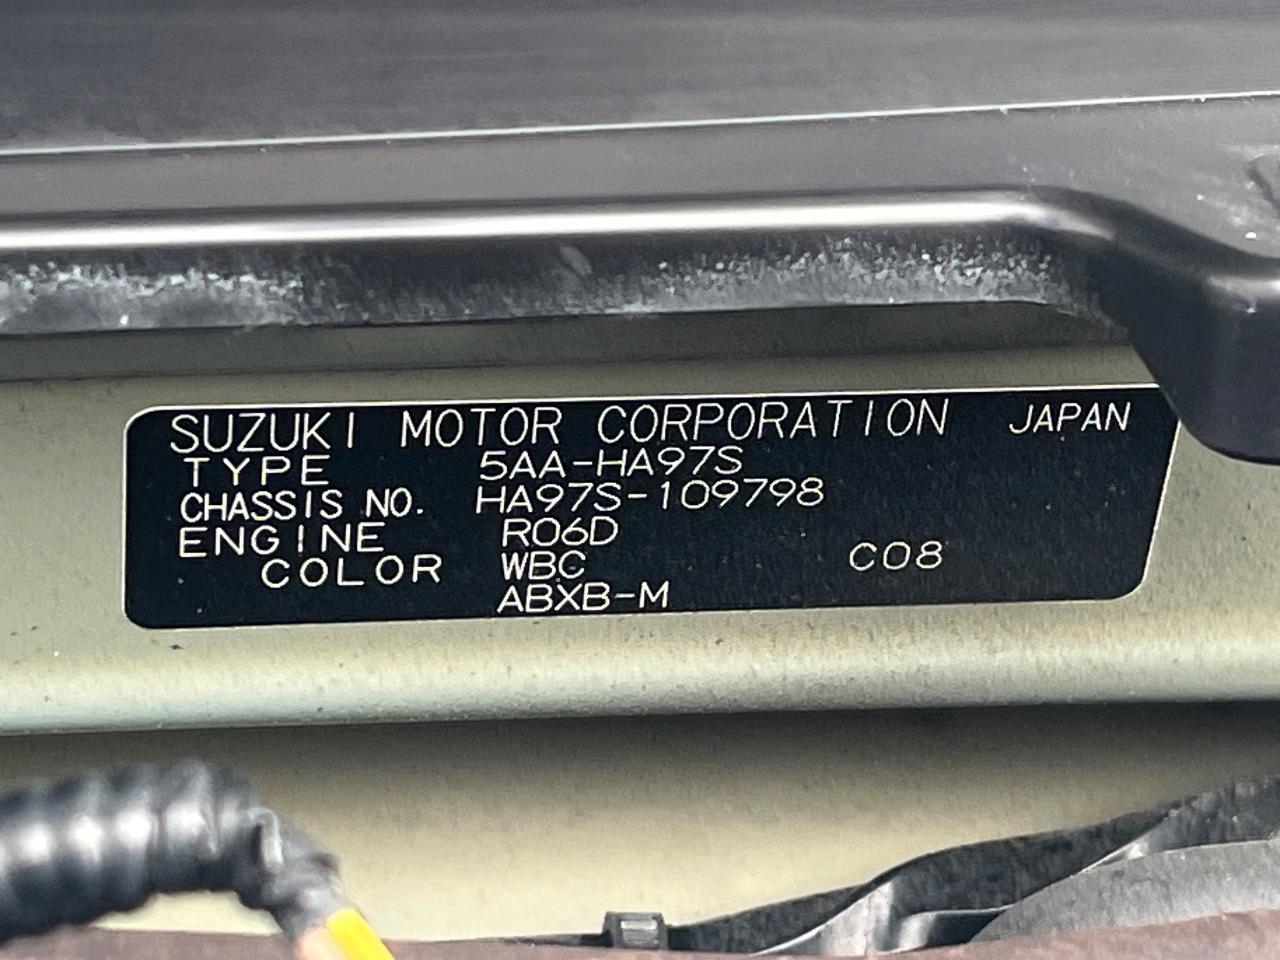 SUZUKI MOTOR CORPORATION JAPAN
TYPE 5AA-HA97S
CHASSIS NO. HA97S-109798
ENGINE R06D
COLOR WBC C08
ABXB-M